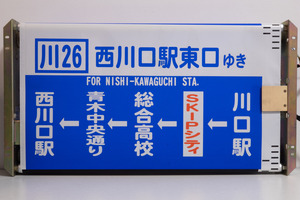 川26 西川口駅東口 ゆき
FOR NISHI-KAWAGUCHI STA.
川口駅
←
SKIPシティ
←
総合高校
←
青木中央通り
←
西川口駅